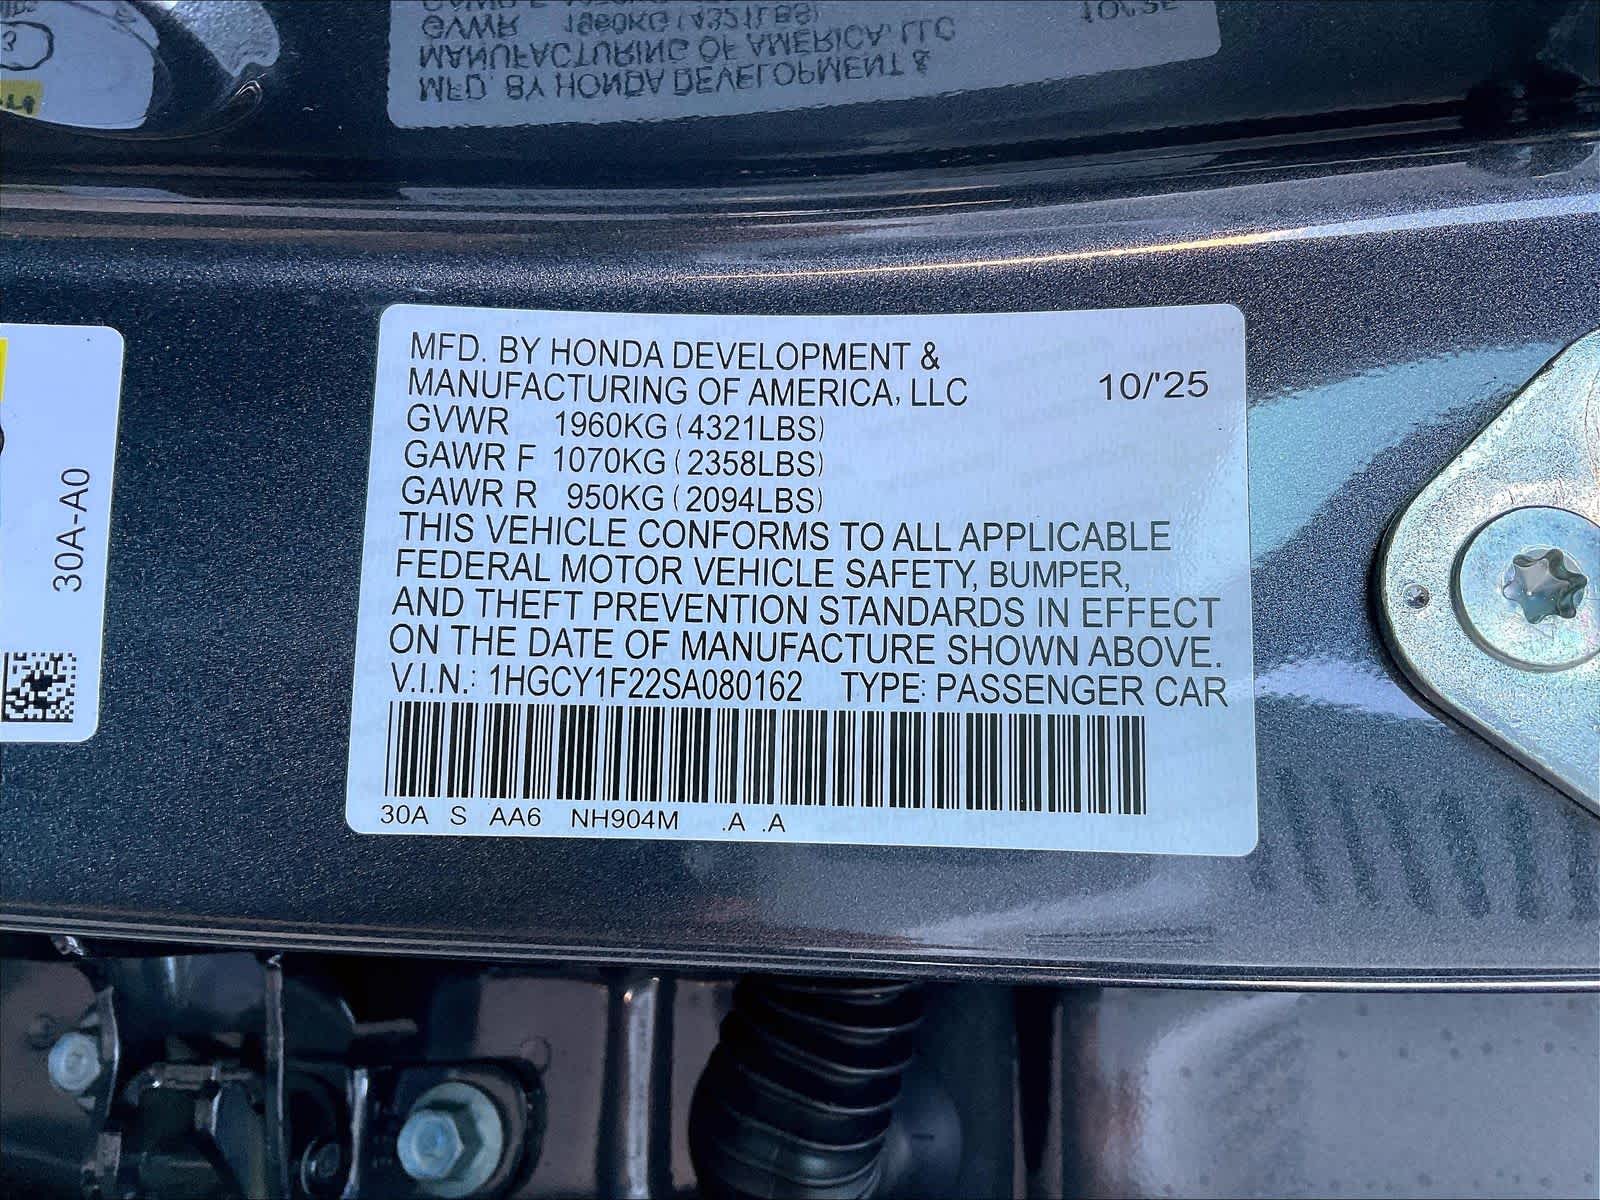 MFD. BY HONDA DEVELOPMENT &
MANUFACTURING OF AMERICA, LLC 10/'25
GVWR 1960KG (4321LBS)
GAWR F 1070KG (2358LBS)
GAWR R 950KG (2094LBS)
THIS VEHICLE CONFORMS TO ALL APPLICABLE
FEDERAL MOTOR VEHICLE SAFETY, BUMPER,
AND THEFT PREVENTION STANDARDS IN EFFECT
ON THE DATE OF MANUFACTURE SHOWN ABOVE.
V.I.N.: 1HGCY1F22SA080162 TYPE: PASSENGER CAR
30A S AA6 NH904M .A .A
30A-A0